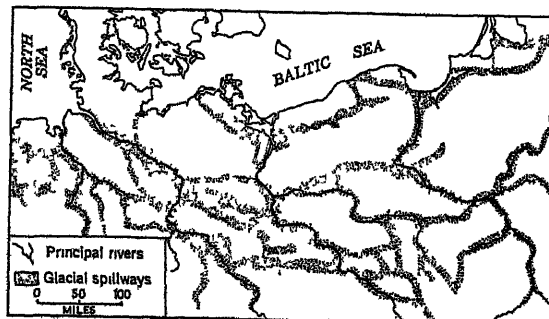 NORTH
SEA
BALTIC SEA
Principal rivers
Glacial spillways
0 50 100
MILES